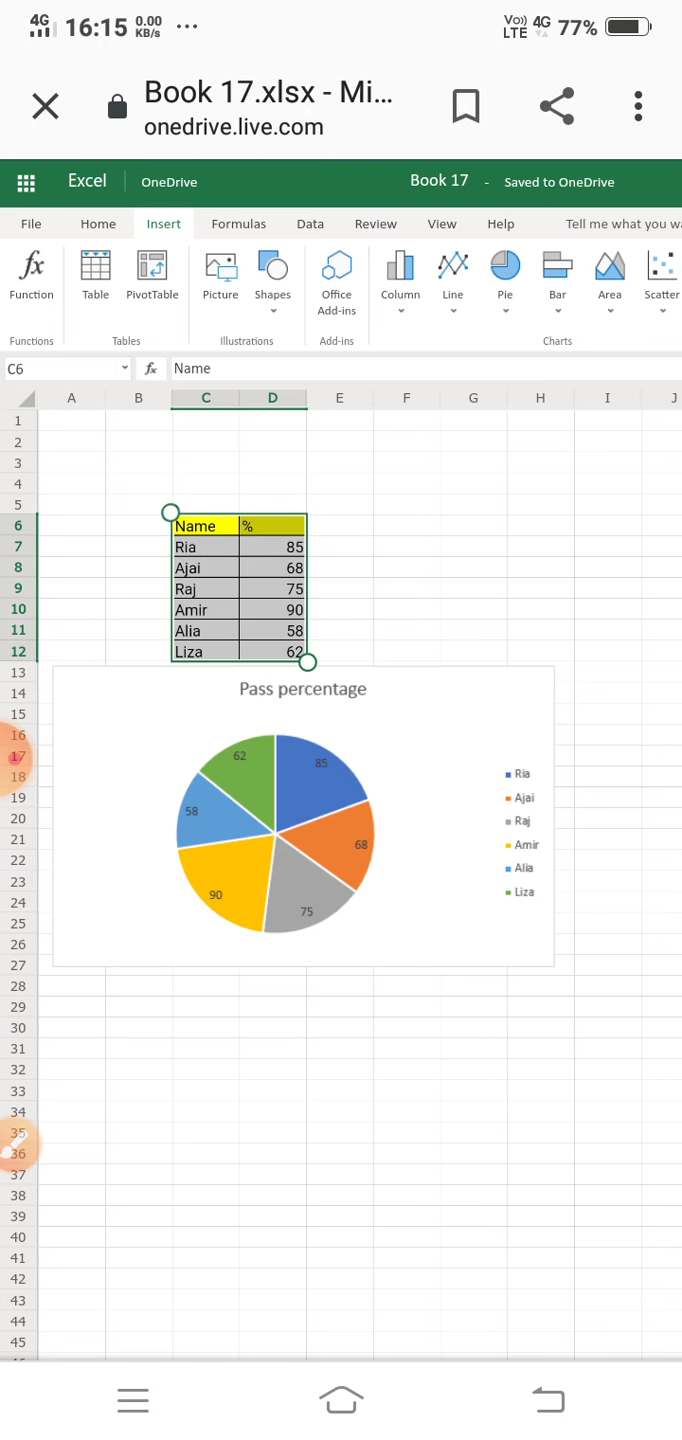 4G 16:15 0.00 KB/s ... Vo) LTE 4G 77%
Book 17.xlsx - Mi...
onedrive.live.com
Excel OneDrive Book 17 - Saved to OneDrive
File Home Insert Formulas Data Review View Help Tell me what you wa
fx
Function Table PivotTable Picture Shapes Office Add-ins Column Line Pie Bar Area Scatter
Functions Tables Illustrations Add-ins Charts
C6 fx Name
A B C D E F G H I J
1
2
3
4
5
6 Name %
7 Ria 85
8 Ajai 68
9 Raj 75
10 Amir 90
11 Alia 58
12 Liza 62
13
14 Pass percentage
15
16
17 62 85
18 Ria
19 58 Ajai
20 Raj
21 68 Amir
22 Alia
23 90 Liza
24 75
25
26
27
28
29
30
31
32
33
34
35
36
37
38
39
40
41
42
43
44
45